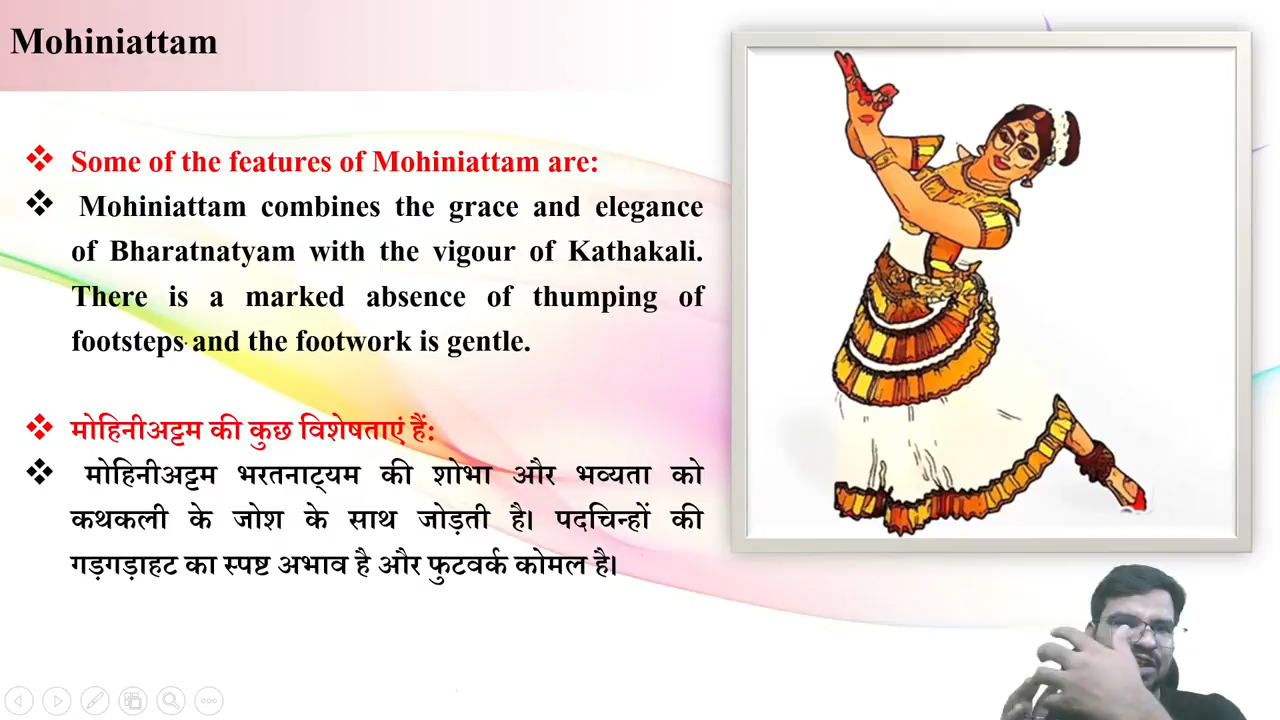 Mohiniattam
Some of the features of Mohiniattam are:
Mohiniattam combines the grace and elegance
of Bharatnatyam with the vigour of Kathakali.
There is a marked absence of thumping of
footsteps and the footwork is gentle.
मोहिनीअट्टम की कुछ विशेषताएं हैं:
मोहिनीअट्टम भरतनाट्यम की शोभा और भव्यता को
कथकली के जोश के साथ जोड़ती है। पदचिन्हों की
गड़गड़ाहट का स्पष्ट अभाव है और फुटवर्क कोमल है।